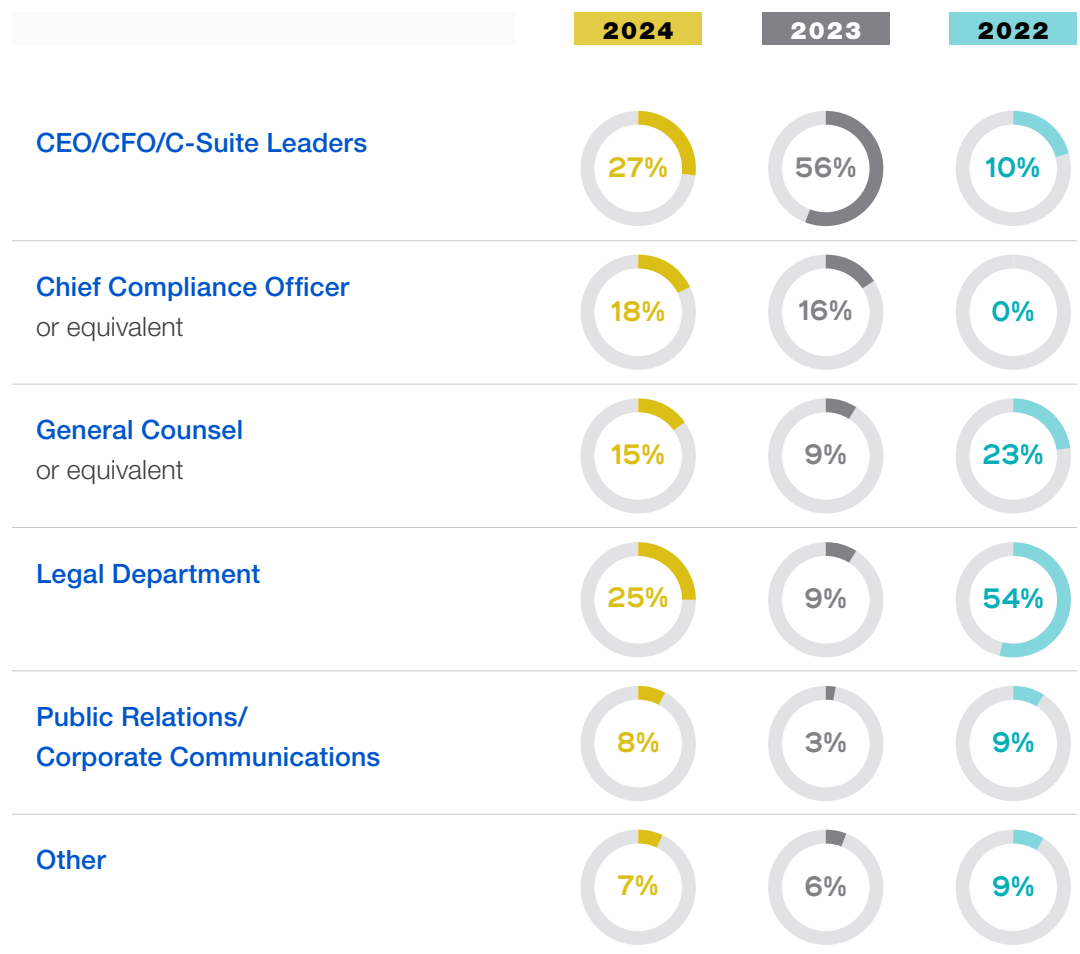 2024 2023 2022
CEO/CFO/C-Suite Leaders
27% 56% 10%
Chief Compliance Officer
or equivalent
18% 16% 0%
General Counsel
or equivalent
15% 9% 23%
Legal Department
25% 9% 54%
Public Relations/
Corporate Communications
8% 3% 9%
Other
7% 6% 9%